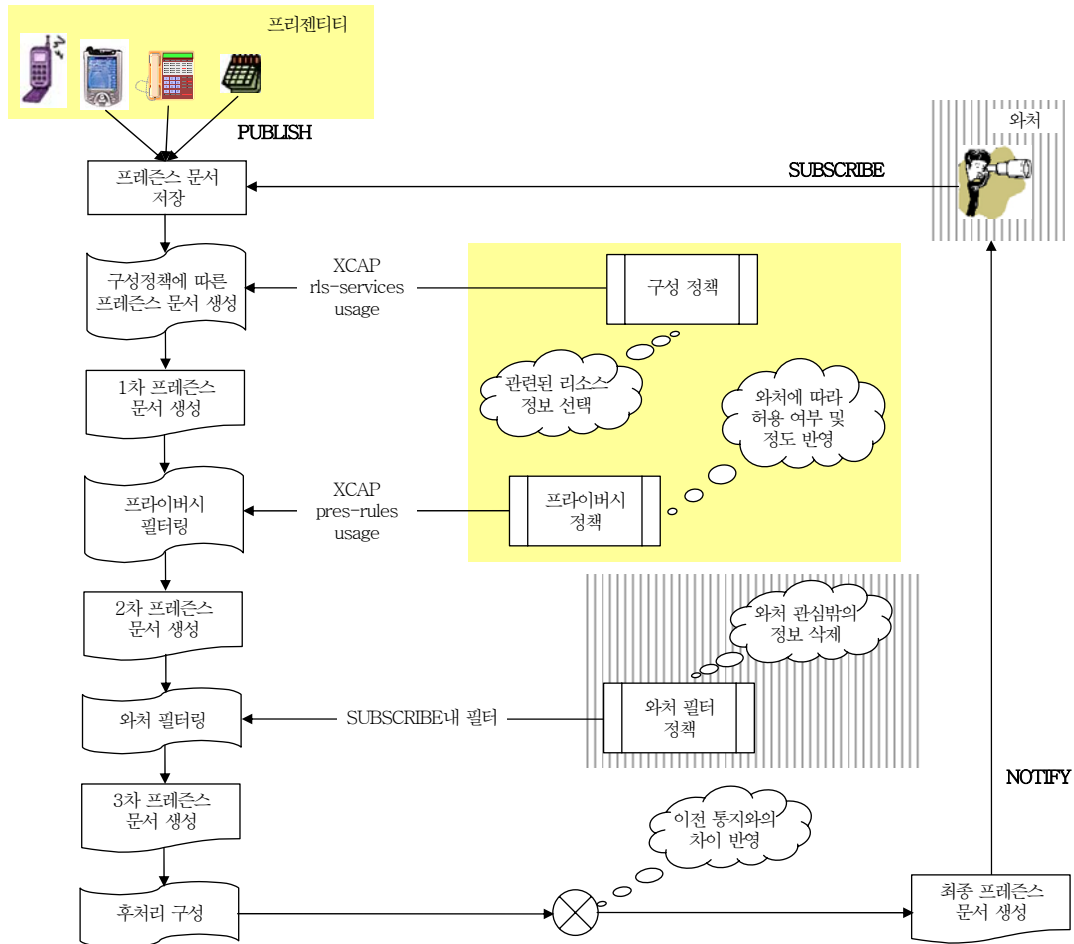 프리젠티티
PUBLISH
와처
SUBSCRIBE
프레즌스 문서
저장
구성정책에 따른
프레즌스 문서 생성
XCAP
rls-services
usage
구성 정책
관련된 리소스
정보 선택
와처에 따라
허용 여부 및
정도 반영
1차 프레즌스
문서 생성
프라이버시
필터링
XCAP
pres-rules
usage
프라이버시
정책
2차 프레즌스
문서 생성
와처 관심밖의
정보 삭제
와처 필터링
SUBSCRIBE내 필터
와처 필터
정책
NOTIFY
3차 프레즌스
문서 생성
이전 통지와의
차이 반영
후처리 구성
최종 프레즌스
문서 생성